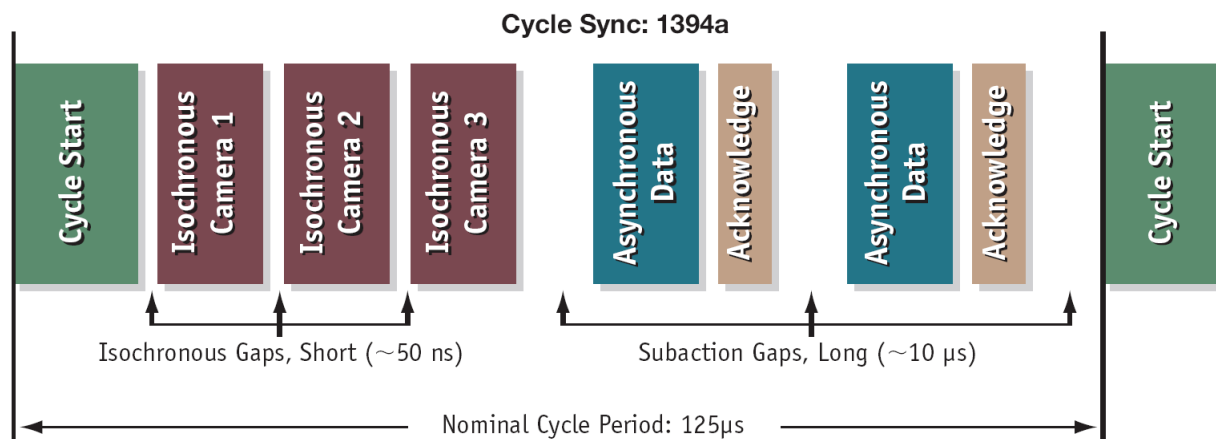 Cycle Sync: 1394a
Cycle Start
Isochronous
Camera 1
Isochronous
Camera 2
Isochronous
Camera 3
Asynchronous
Data
Acknowledge
Asynchronous
Data
Acknowledge
Cycle Start
Isochronous Gaps, Short (~50 ns)
Subaction Gaps, Long (~10 µs)
Nominal Cycle Period: 125µs